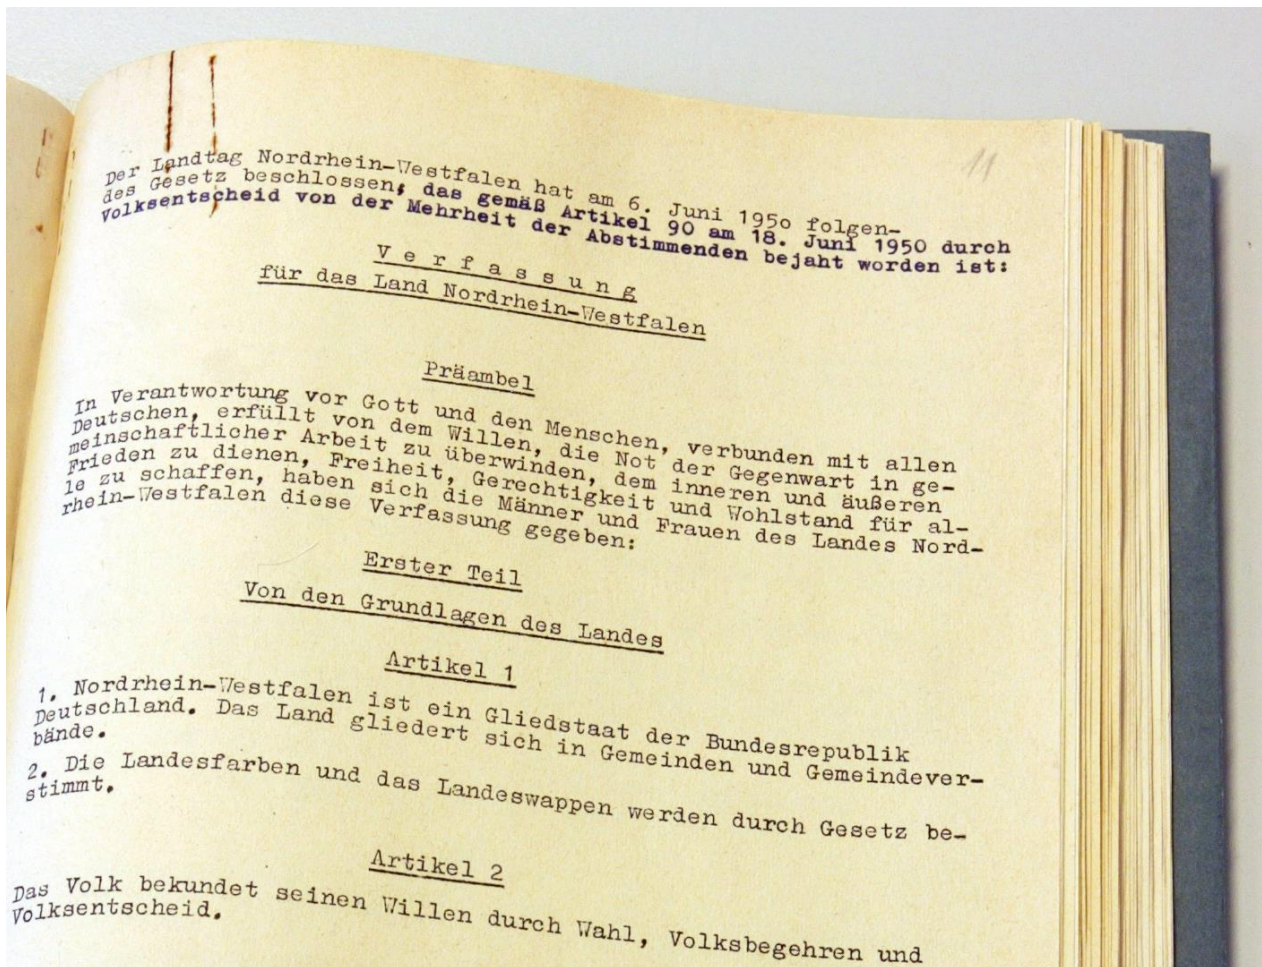 11
Der Landtag Nordrhein-Westfalen hat am 6. Juni 1950 folgen-
des Gesetz beschlossen, das gemäß Artikel 90 am 18. Juni 1950 durch
Volksentscheid von der Mehrheit der Abstimmenden bejaht worden ist:
V e r f a s s u n g
für das Land Nordrhein-Westfalen
Präambel
In Verantwortung vor Gott und den Menschen, verbunden mit allen
Deutschen, erfüllt von dem Willen, die Not der Gegenwart in ge-
meinschaftlicher Arbeit zu überwinden, dem inneren und äußeren
Frieden zu dienen, Freiheit, Gerechtigkeit und Wohlstand für al-
le zu schaffen, haben sich die Männer und Frauen des Landes Nord-
rhein-Westfalen diese Verfassung gegeben:
Erster Teil
Von den Grundlagen des Landes
Artikel 1
1. Nordrhein-Westfalen ist ein Gliedstaat der Bundesrepublik
Deutschland. Das Land gliedert sich in Gemeinden und Gemeindever-
bände.
2. Die Landesfarben und das Landeswappen werden durch Gesetz be-
stimmt.
Artikel 2
Das Volk bekundet seinen Willen durch Wahl, Volksbegehren und
Volksentscheid.